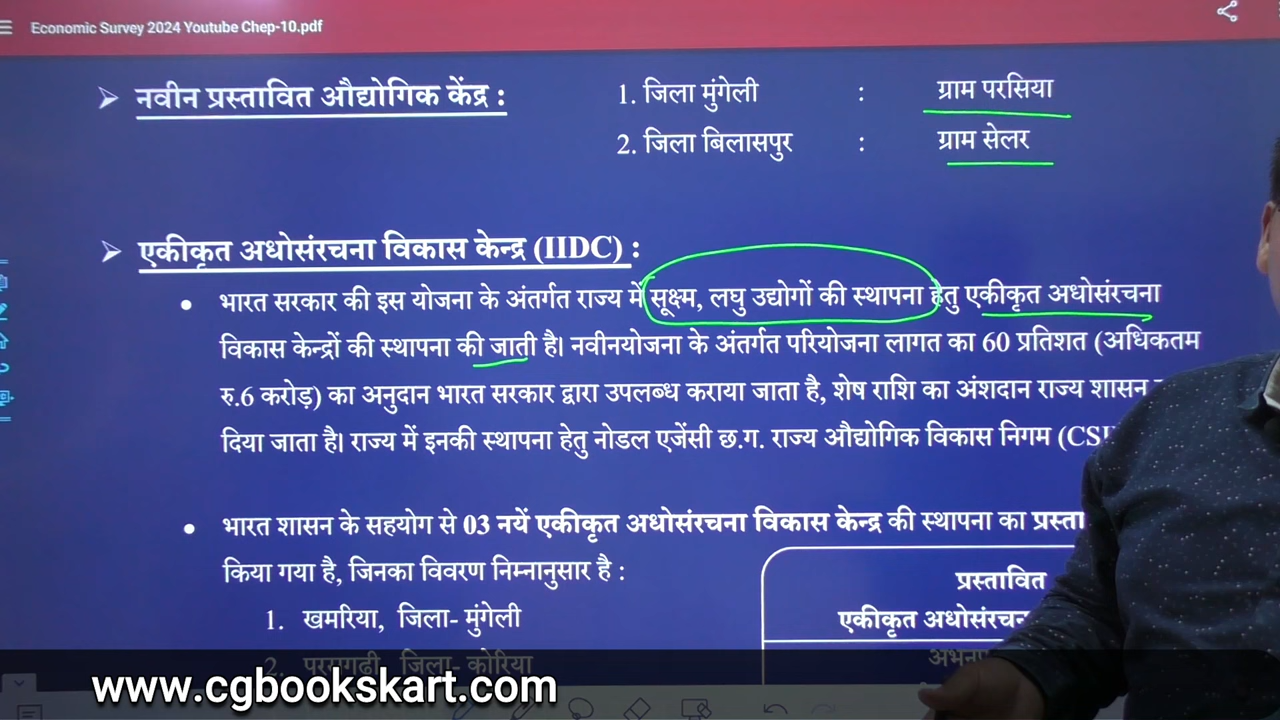 Economic Survey 2024 Youtube Chep-10.pdf
नवीन प्रस्तावित औद्योगिक केंद्र :
1. जिला मुंगेली : ग्राम परसिया
2. जिला बिलासपुर : ग्राम सेलर
एकीकृत अधोसंरचना विकास केन्द्र (IIDC) :
• भारत सरकार की इस योजना के अंतर्गत राज्य में सूक्ष्म, लघु उद्योगों की स्थापना हेतु एकीकृत अधोसंरचना
विकास केन्द्रों की स्थापना की जाती है। नवीनयोजना के अंतर्गत परियोजना लागत का 60 प्रतिशत (अधिकतम
रु.6 करोड़) का अनुदान भारत सरकार द्वारा उपलब्ध कराया जाता है, शेष राशि का अंशदान राज्य शासन
दिया जाता है। राज्य में इनकी स्थापना हेतु नोडल एजेंसी छ.ग. राज्य औद्योगिक विकास निगम
• भारत शासन के सहयोग से 03 नयें एकीकृत अधोसंरचना विकास केन्द्र की स्थापना का
किया गया है, जिनका विवरण निम्नानुसार है :
1. खमरिया, जिला- मुंगेली
2. जिला- कोरिया
प्रस्तावित
एकीकृत
www.cgbookskart.com